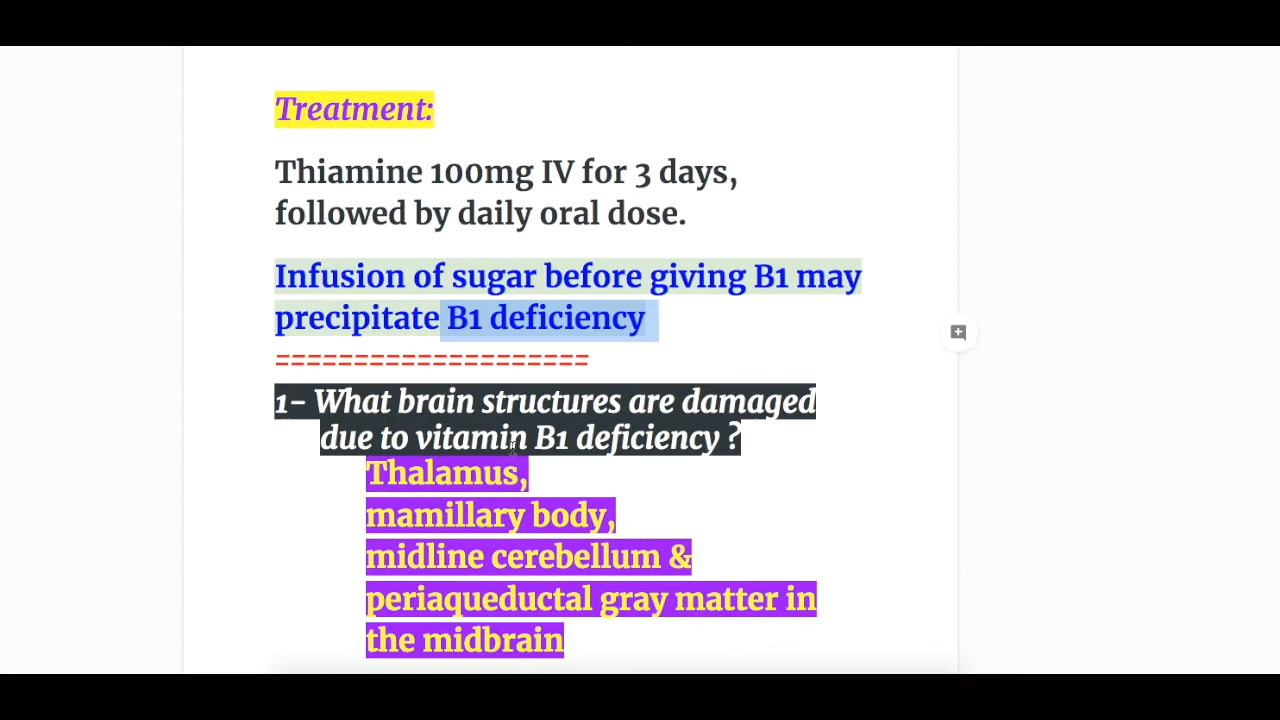 Treatment:
Thiamine 100mg IV for 3 days,
followed by daily oral dose.
Infusion of sugar before giving B1 may
precipitate B1 deficiency
====================
1- What brain structures are damaged
due to vitamin B1 deficiency ?
Thalamus,
mamillary body,
midline cerebellum &
periaqueductal gray matter in
the midbrain